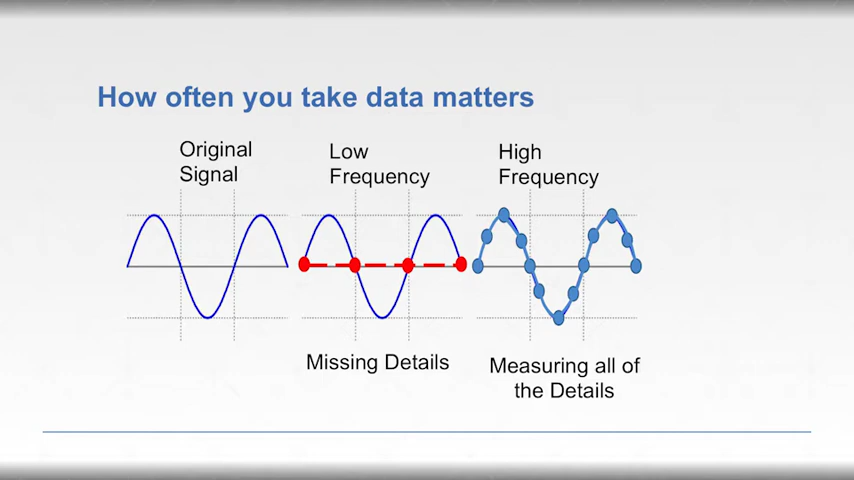 How often you take data matters
Original
Signal
Low
Frequency
High
Frequency
Missing Details
Measuring all of
the Details